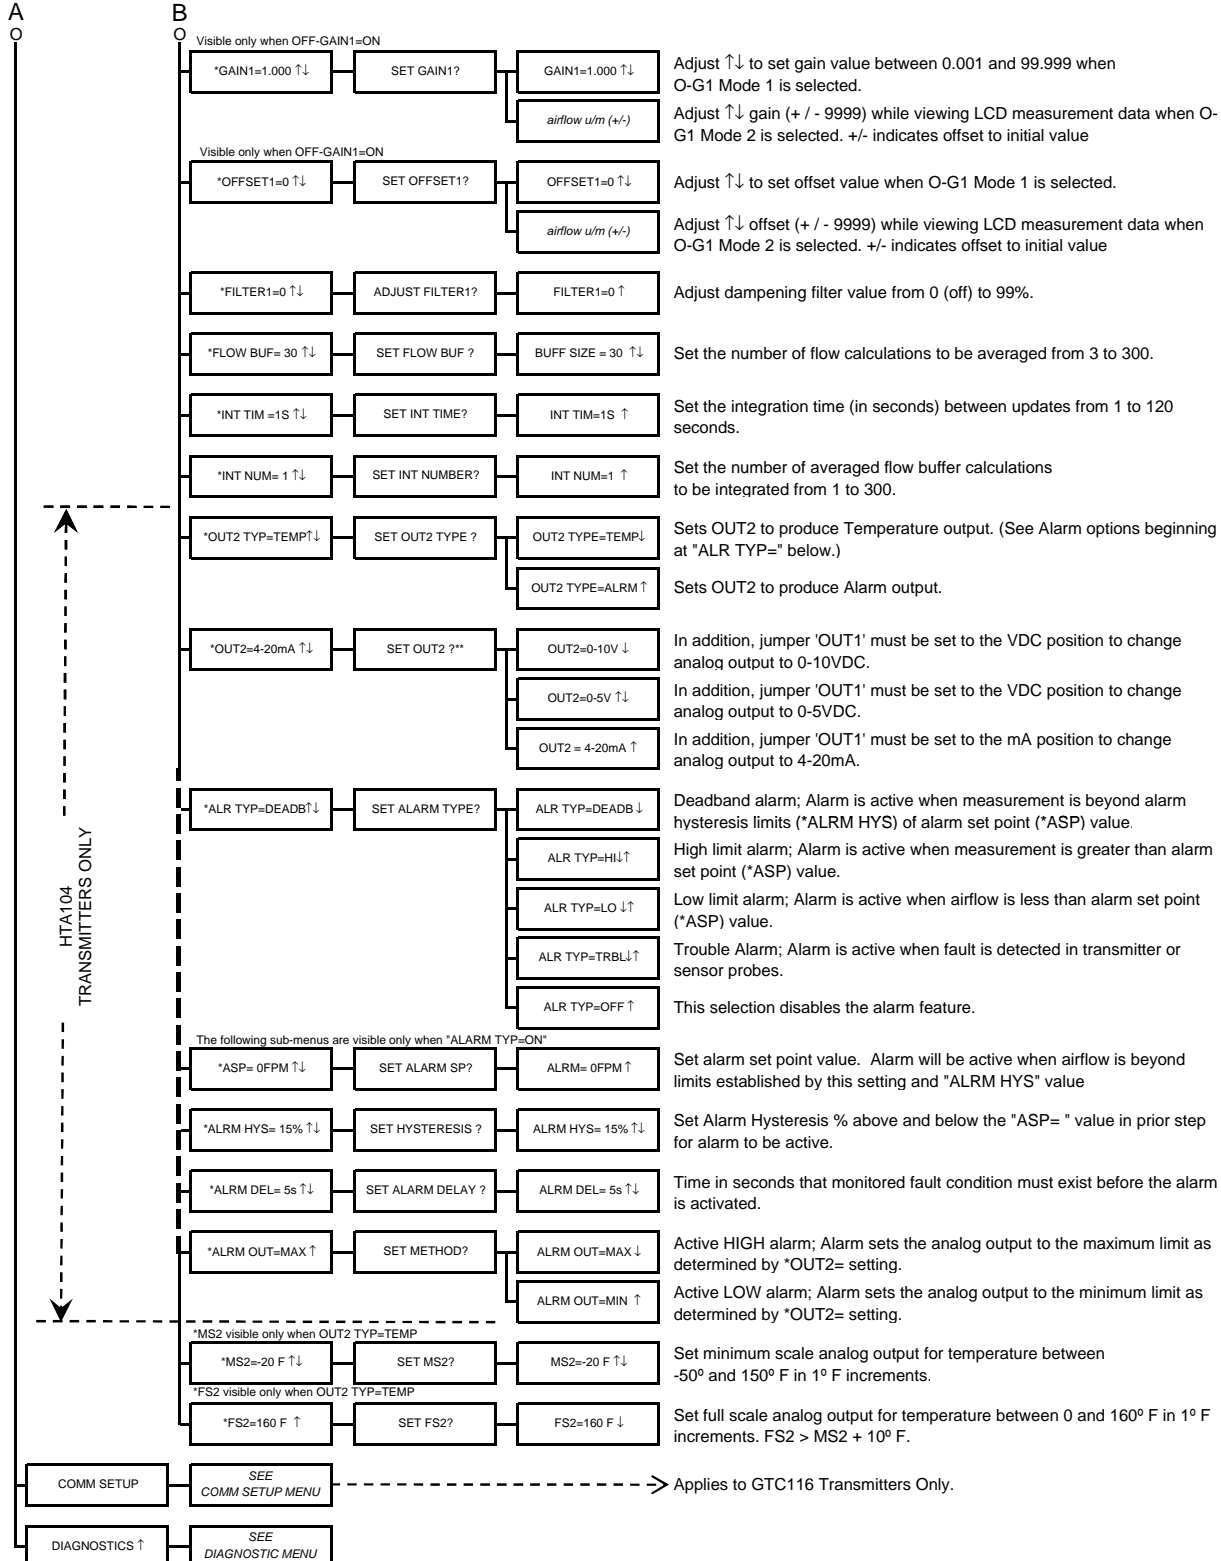 A
B
O
O
Visible only when OFF-GAIN1=ON
*GAIN1=1.000 ↑↓
SET GAIN1?
GAIN1=1.000 ↑↓
Adjust ↑↓ to set gain value between 0.001 and 99.999 when
O-G1 Mode 1 is selected.
airflow u/m (+/-)
Adjust ↑↓ gain (+ / - 9999) while viewing LCD measurement data when O-
G1 Mode 2 is selected. +/- indicates offset to initial value
Visible only when OFF-GAIN1=ON
*OFFSET1=0 ↑↓
SET OFFSET1?
OFFSET1=0 ↑↓
Adjust ↑↓ to set offset value when O-G1 Mode 1 is selected.
airflow u/m (+/-)
Adjust ↑↓ offset (+ / - 9999) while viewing LCD measurement data when
O-G1 Mode 2 is selected. +/- indicates offset to initial value
*FILTER1=0 ↑↓
ADJUST FILTER1?
FILTER1=0 ↑
Adjust dampening filter value from 0 (off) to 99%.
*FLOW BUF= 30 ↑↓
SET FLOW BUF ?
BUFF SIZE = 30 ↑↓
Set the number of flow calculations to be averaged from 3 to 300.
*INT TIM =1S ↑↓
SET INT TIME?
INT TIM=1S ↑
Set the integration time (in seconds) between updates from 1 to 120
seconds.
*INT NUM= 1 ↑↓
SET INT NUMBER?
INT NUM=1 ↑
Set the number of averaged flow buffer calculations
to be integrated from 1 to 300.
HTA104
TRANSMITTERS ONLY
*OUT2 TYP=TEMP↑↓
SET OUT2 TYPE ?
OUT2 TYPE=TEMP↓
Sets OUT2 to produce Temperature output. (See Alarm options beginning
at "ALR TYP=" below.)
OUT2 TYPE=ALRM ↑
Sets OUT2 to produce Alarm output.
*OUT2=4-20mA ↑↓
SET OUT2 ?**
OUT2=0-10V ↓
In addition, jumper 'OUT1' must be set to the VDC position to change
analog output to 0-10VDC.
OUT2=0-5V ↑↓
In addition, jumper 'OUT1' must be set to the VDC position to change
analog output to 0-5VDC.
OUT2 = 4-20mA ↑
In addition, jumper 'OUT1' must be set to the mA position to change
analog output to 4-20mA.
*ALR TYP=DEADB↑↓
SET ALARM TYPE?
ALR TYP=DEADB ↓
Deadband alarm; Alarm is active when measurement is beyond alarm
hysteresis limits (*ALRM HYS) of alarm set point (*ASP) value.
ALR TYP=HI↓↑
High limit alarm; Alarm is active when measurement is greater than alarm
set point (*ASP) value.
ALR TYP=LO ↓↑
Low limit alarm; Alarm is active when airflow is less than alarm set point
(*ASP) value.
ALR TYP=TRBL↓↑
Trouble Alarm; Alarm is active when fault is detected in transmitter or
sensor probes.
ALR TYP=OFF ↑
This selection disables the alarm feature.
The following sub-menus are visible only when "ALARM TYP=ON"
*ASP= 0FPM ↑↓
SET ALARM SP?
ALRM= 0FPM ↑
Set alarm set point value. Alarm will be active when airflow is beyond
limits established by this setting and "ALRM HYS" value
*ALRM HYS= 15% ↑↓
SET HYSTERESIS ?
ALRM HYS= 15% ↑↓
Set Alarm Hysteresis % above and below the "ASP= " value in prior step
for alarm to be active.
*ALRM DEL= 5s ↑↓
SET ALARM DELAY ?
ALRM DEL= 5s ↑↓
Time in seconds that monitored fault condition must exist before the alarm
is activated.
*ALRM OUT=MAX ↑
SET METHOD?
ALRM OUT=MAX ↓
Active HIGH alarm; Alarm sets the analog output to the maximum limit as
determined by *OUT2= setting.
ALRM OUT=MIN ↑
Active LOW alarm; Alarm sets the analog output to the minimum limit as
determined by *OUT2= setting.
*MS2 visible only when OUT2 TYP=TEMP
*MS2=-20 F ↑↓
SET MS2?
MS2=-20 F ↑↓
Set minimum scale analog output for temperature between
-50º and 150º F in 1º F increments.
*FS2 visible only when OUT2 TYP=TEMP
*FS2=160 F ↑
SET FS2?
FS2=160 F ↓
Set full scale analog output for temperature between 0 and 160º F in 1º F
increments. FS2 > MS2 + 10º F.
COMM SETUP
SEE
COMM SETUP MENU
Applies to GTC116 Transmitters Only.
DIAGNOSTICS ↑
SEE
DIAGNOSTIC MENU